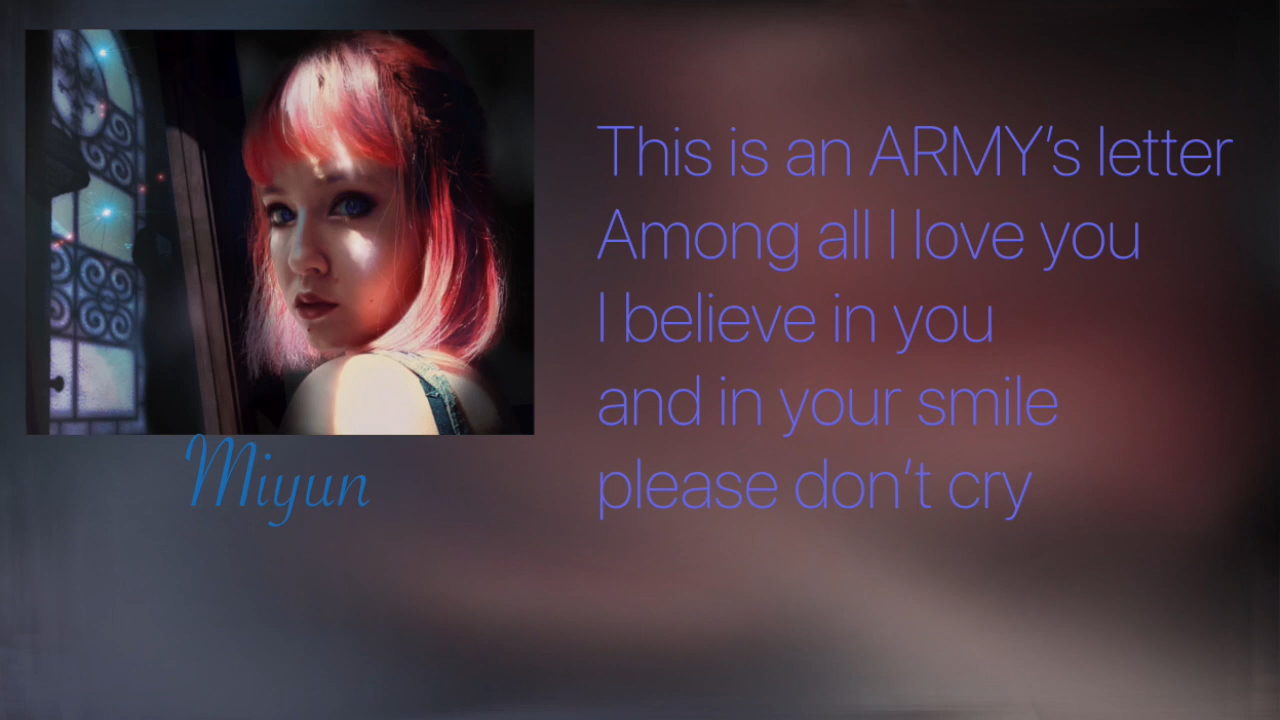 This is an ARMY’s letter
Among all I love you
I believe in you
and in your smile
please don’t cry
Miyun